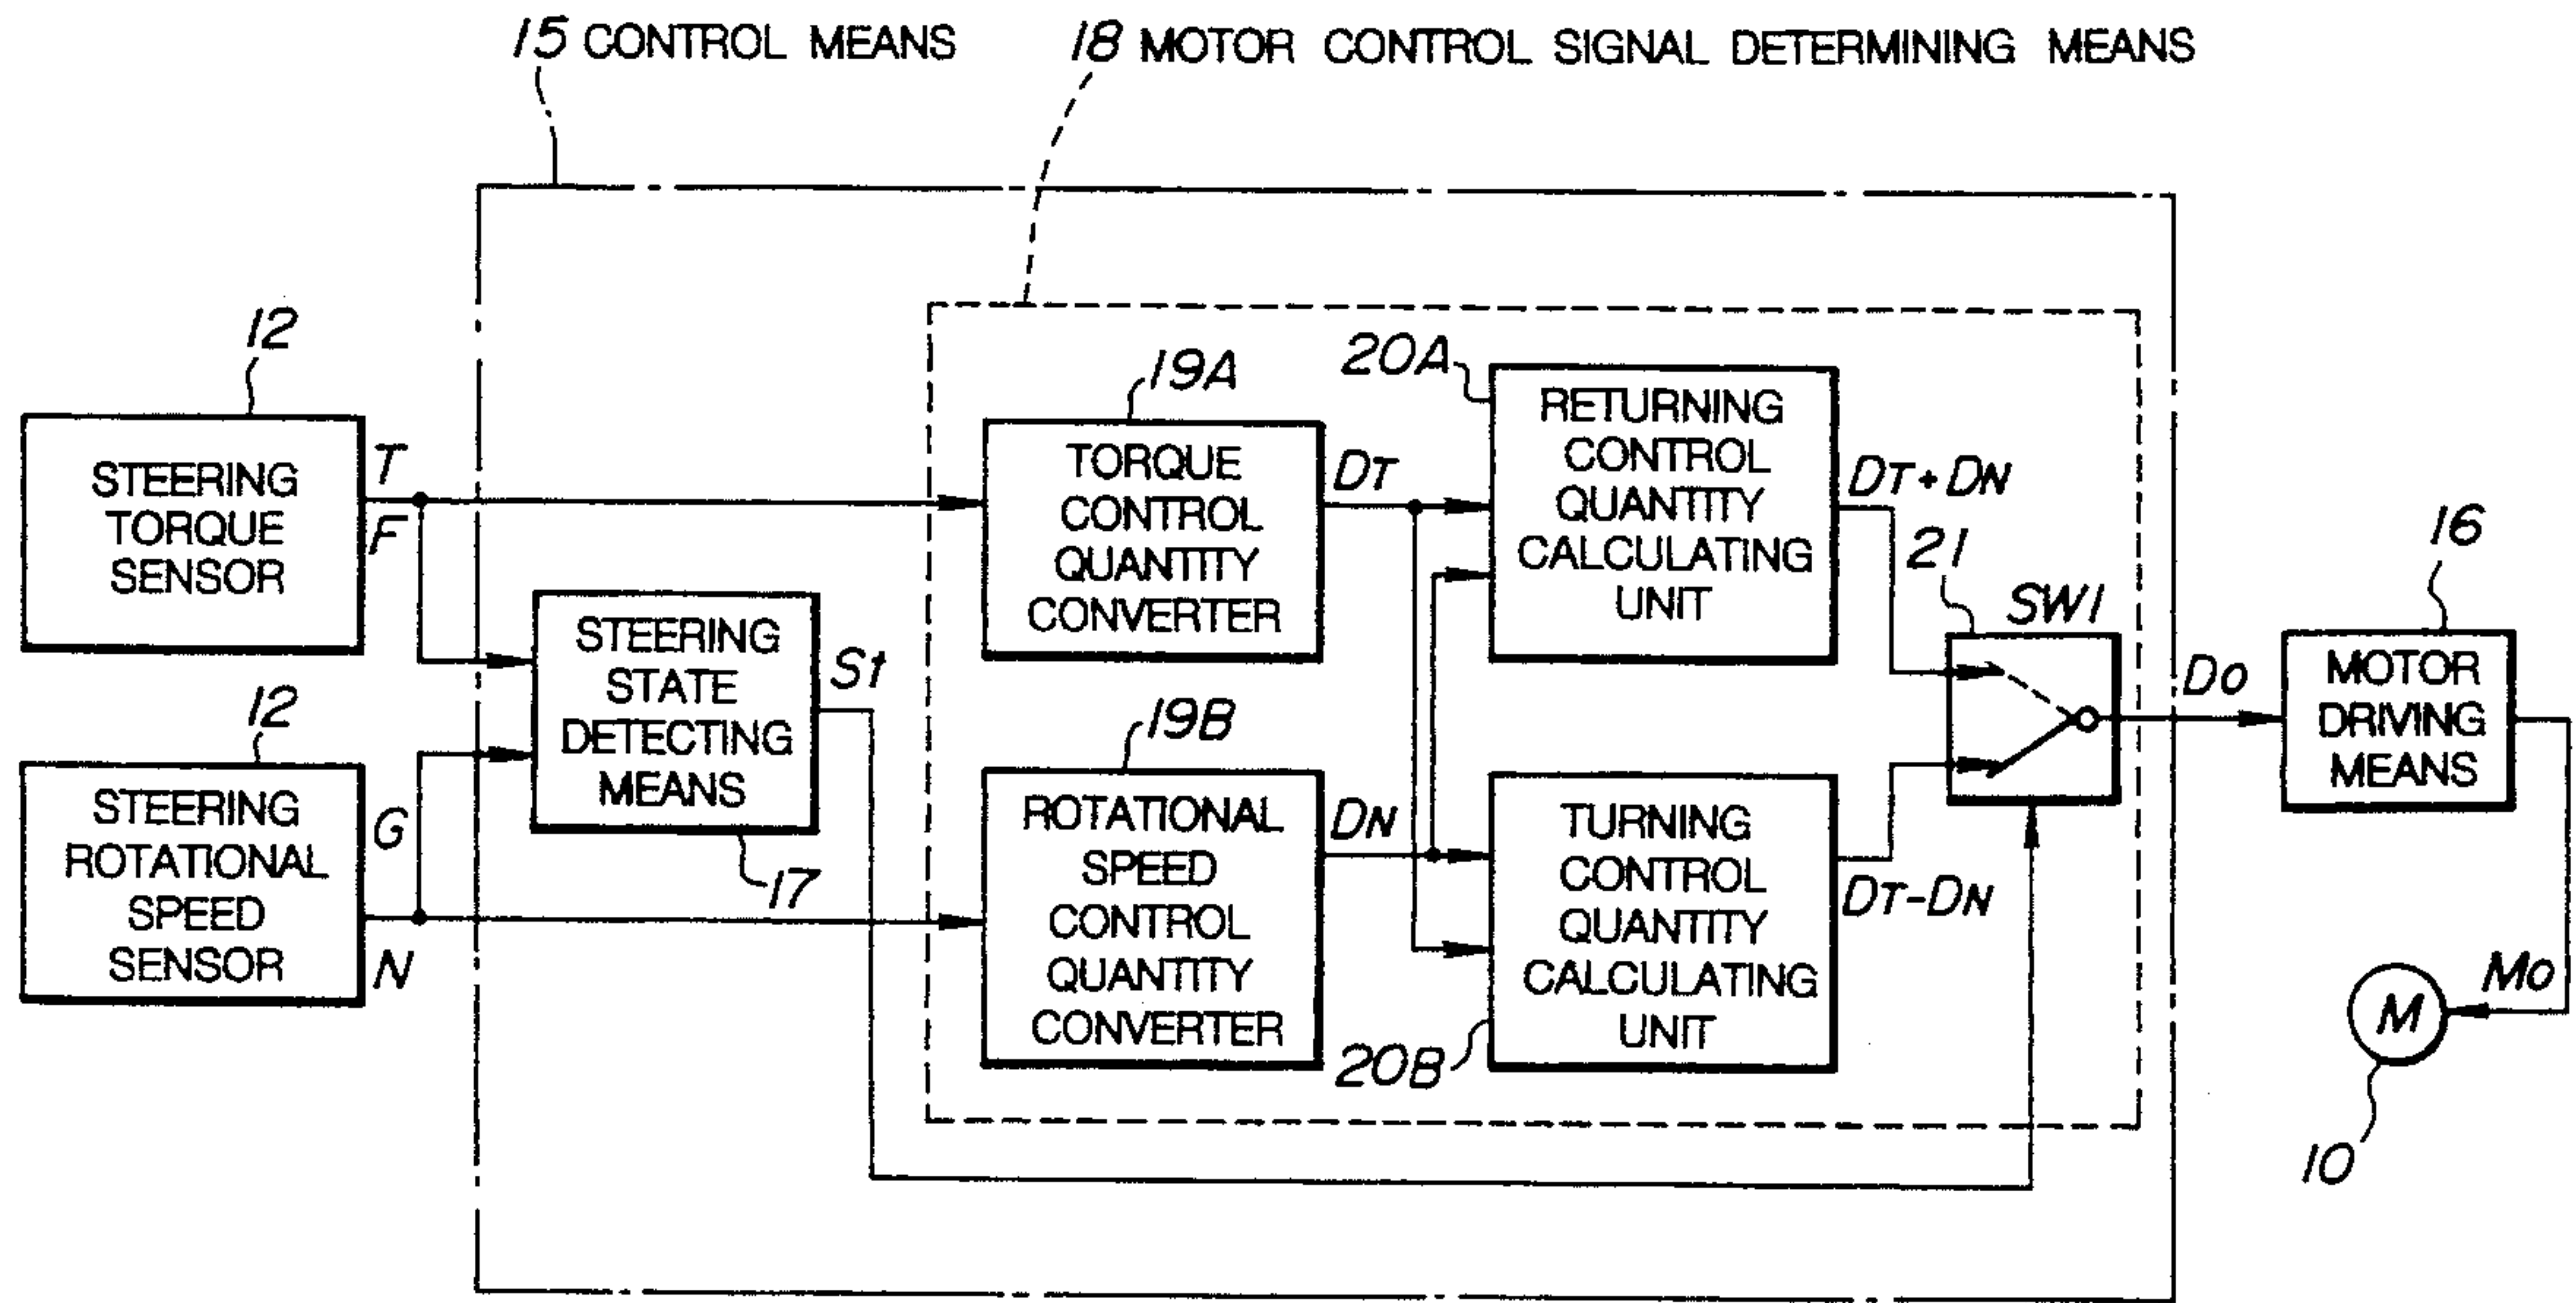 15 CONTROL MEANS
18 MOTOR CONTROL SIGNAL DETERMINING MEANS
12
STEERING
TORQUE
SENSOR
T
F
12
STEERING
ROTATIONAL
SPEED
SENSOR
G
N
STEERING
STATE
DETECTING
MEANS
17
St
19A
TORQUE
CONTROL
QUANTITY
CONVERTER
DT
19B
ROTATIONAL
SPEED
CONTROL
QUANTITY
CONVERTER
DN
20A
RETURNING
CONTROL
QUANTITY
CALCULATING
UNIT
DT+DN
20B
TURNING
CONTROL
QUANTITY
CALCULATING
UNIT
DT-DN
21
SW1
Do
16
MOTOR
DRIVING
MEANS
Mo
M
10